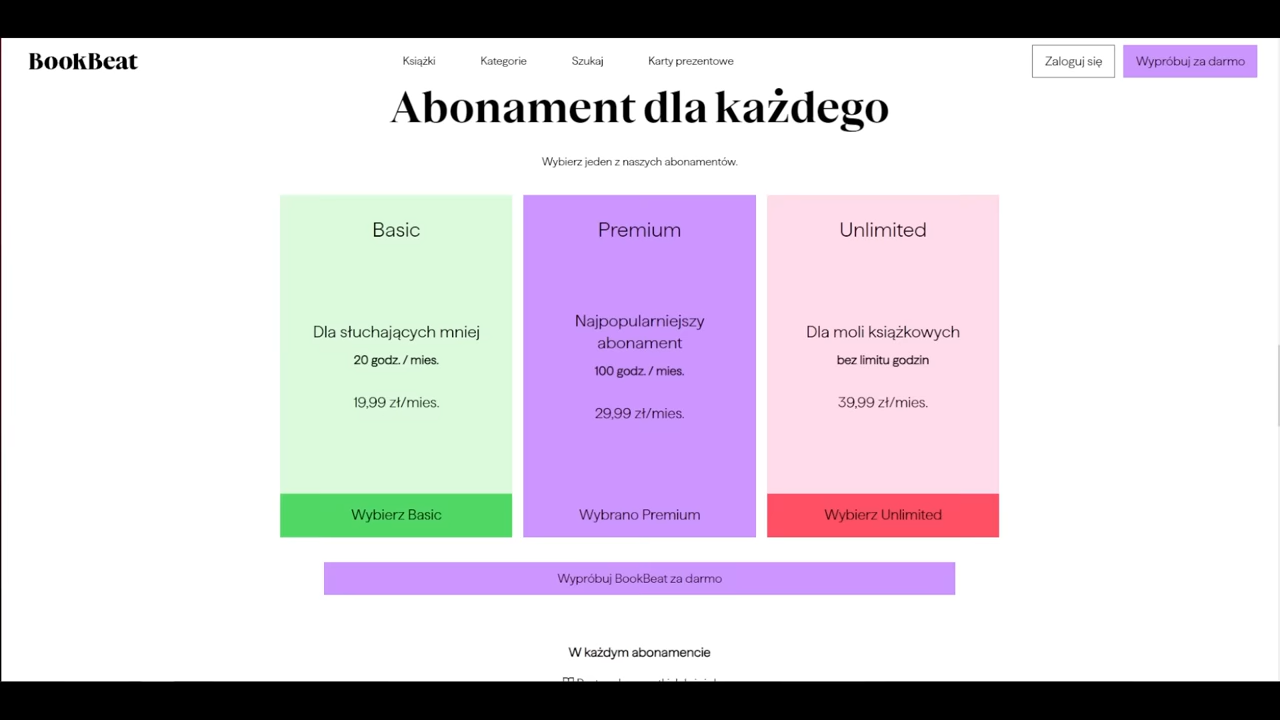 BookBeat
Książki
Kategorie
Szukaj
Karty prezentowe
Zaloguj się
Wypróbuj za darmo
Abonament dla każdego
Wybierz jeden z naszych abonamentów.
Basic
Dla słuchających mniej
20 godz. / mies.
19,99 zł/mies.
Wybierz Basic
Premium
Najpopularniejszy
abonament
100 godz. / mies.
29,99 zł/mies.
Wybrano Premium
Unlimited
Dla moli książkowych
bez limitu godzin
39,99 zł/mies.
Wybierz Unlimited
Wypróbuj BookBeat za darmo
W każdym abonamencie